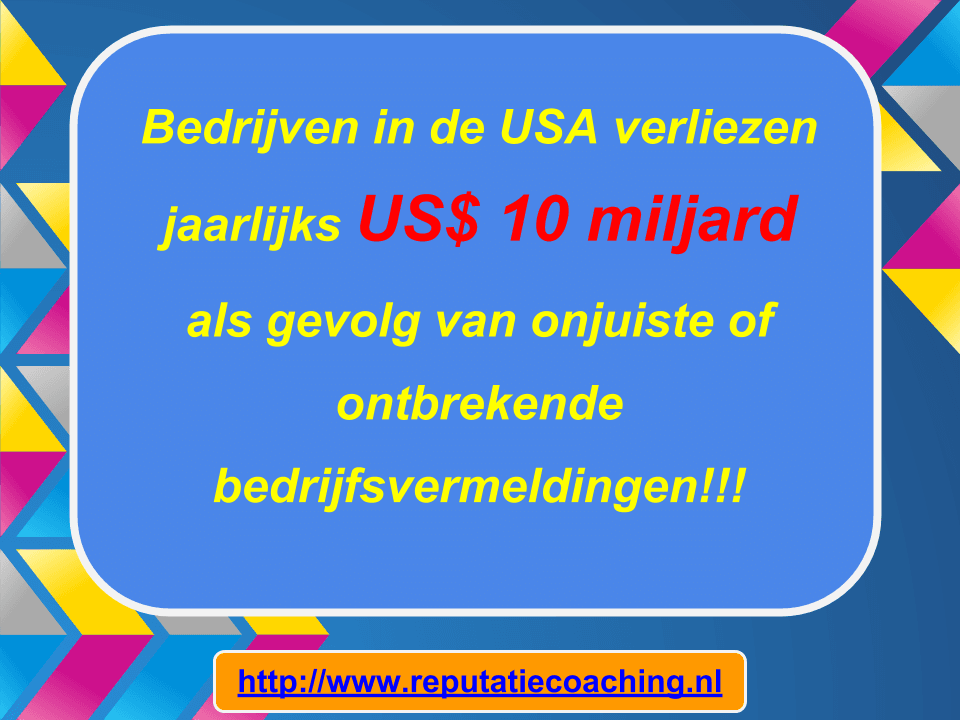 Bedrijven in de USA verliezen
jaarlijks US$ 10 miljard
als gevolg van onjuiste of
ontbrekende
bedrijfsvermeldingen!!!
http://www.reputatiecoaching.nl